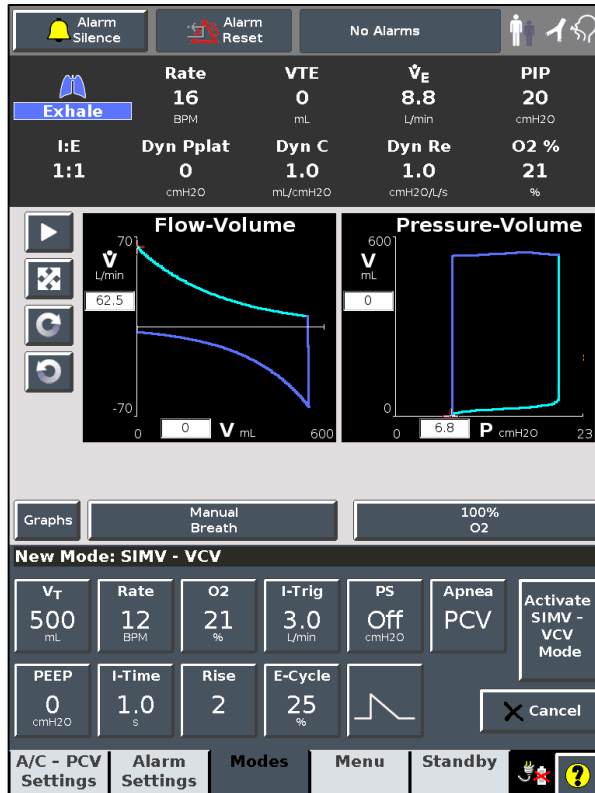 Alarm Silence
Alarm Reset
No Alarms
Exhale
Rate
16
BPM
VTE
0
mL
V̇E
8.8
L/min
PIP
20
cmH2O
I:E
1:1
Dyn Pplat
0
cmH2O
Dyn C
1.0
mL/cmH2O
Dyn Re
1.0
cmH2O/L/s
O2 %
21
%
Flow-Volume
70
V̇
L/min
62.5
-70
0
0
V mL
600
Pressure-Volume
600
V
mL
0
0
0
6.8
P cmH2O
23
Graphs
Manual
Breath
100%
O2
New Mode: SIMV - VCV
VT
500
mL
Rate
12
BPM
O2
21
%
I-Trig
3.0
L/min
PS
Off
cmH2O
Apnea
PCV
Activate
SIMV -
VCV
Mode
PEEP
0
cmH2O
I-Time
1.0
s
Rise
2
E-Cycle
25
%
Cancel
A/C - PCV
Settings
Alarm
Settings
Modes
Menu
Standby
?